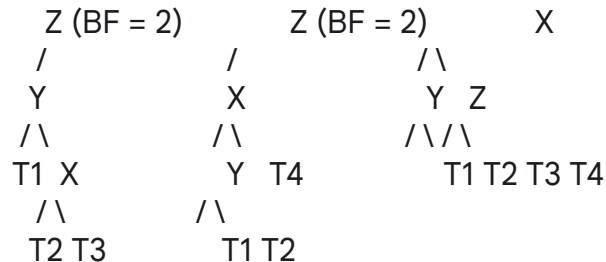 Z (BF = 2) Z (BF = 2) X
/ / / \
Y X Y Z
/ \ / \ / \ / \
T1 X Y T4 T1 T2 T3 T4
/ \ / \
T2 T3 T1 T2